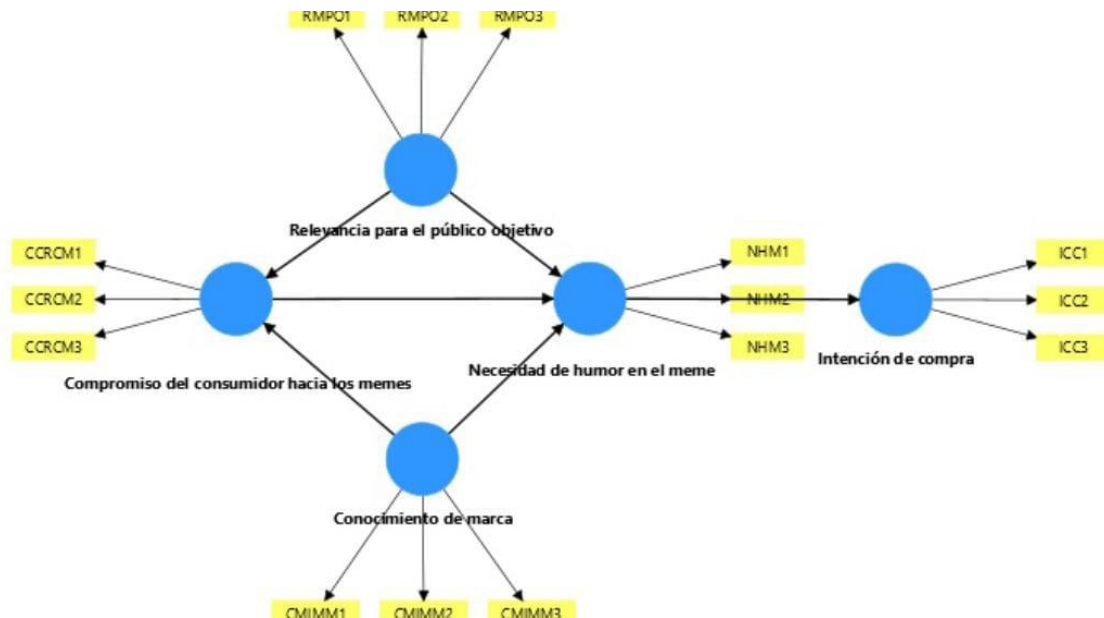 RMPO1 RMPO2 RMPO3
Relevancia para el público objetivo
CCRCM1
CCRCM2
CCRCM3
NHM1
NHM2
NHM3
ICC1
ICC2
ICC3
Compromiso del consumidor hacia los memes
Necesidad de humor en el meme
Intención de compra
Conocimiento de marca
CMIMM1 CMIMM2 CMIMM3